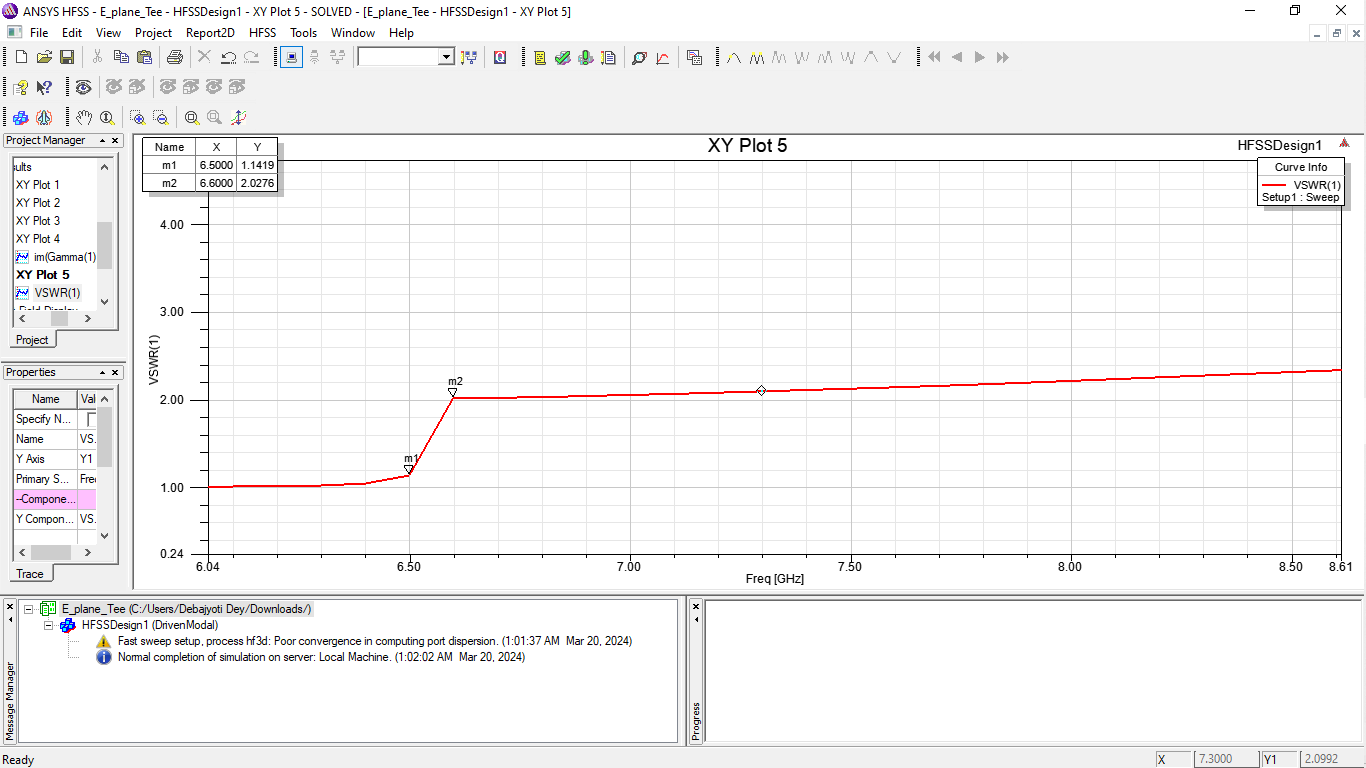 ANSYS HFSS - E_plane_Tee - HFSSDesign1 - XY Plot 5 - SOLVED - [E_plane_Tee - HFSSDesign1 - XY Plot 5]
File Edit View Project Report2D HFSS Tools Window Help
Project Manager
XY Plot 1
XY Plot 2
XY Plot 3
XY Plot 4
im(Gamma(1)
XY Plot 5
VSWR(1)
Project
Properties
Name Val
Specify N...
Name VS.
Y Axis Y1
Primary S... Fre
--Compone...
Y Compon... VS.
Trace
Name X Y
m1 6.5000 1.1419
m2 6.6000 2.0276
XY Plot 5
HFSSDesign1
Curve Info
VSWR(1)
Setup1 : Sweep
VSWR(1)
4.00
3.00
2.00
1.00
0.24
m2
m1
6.04 6.50 7.00 7.50 8.00 8.50 8.61
Freq [GHz]
Message Manager
E_plane_Tee (C:/Users/Debajyoti Dey/Downloads/)
HFSSDesign1 (DrivenModal)
Fast sweep setup, process hf3d: Poor convergence in computing port dispersion. (1:01:37 AM Mar 20, 2024)
Normal completion of simulation on server: Local Machine. (1:02:02 AM Mar 20, 2024)
Progress
Ready
X 7.3000 Y1 2.0992